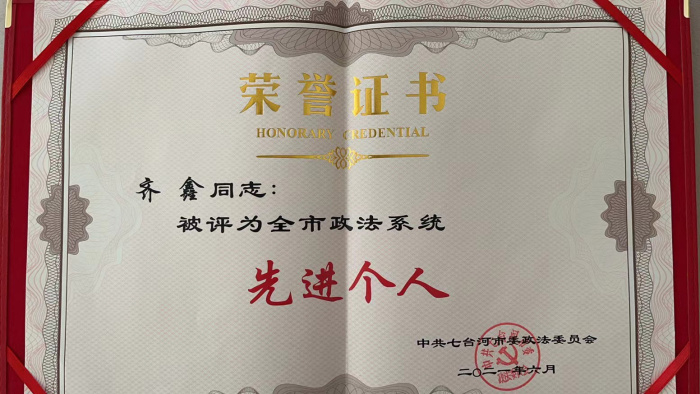 荣誉证书
HONORARY CREDENTIAL
齐 鑫同志：
被评为全市政法系统
先进个人
中共七台河市委政法委员会
二〇二一年六月